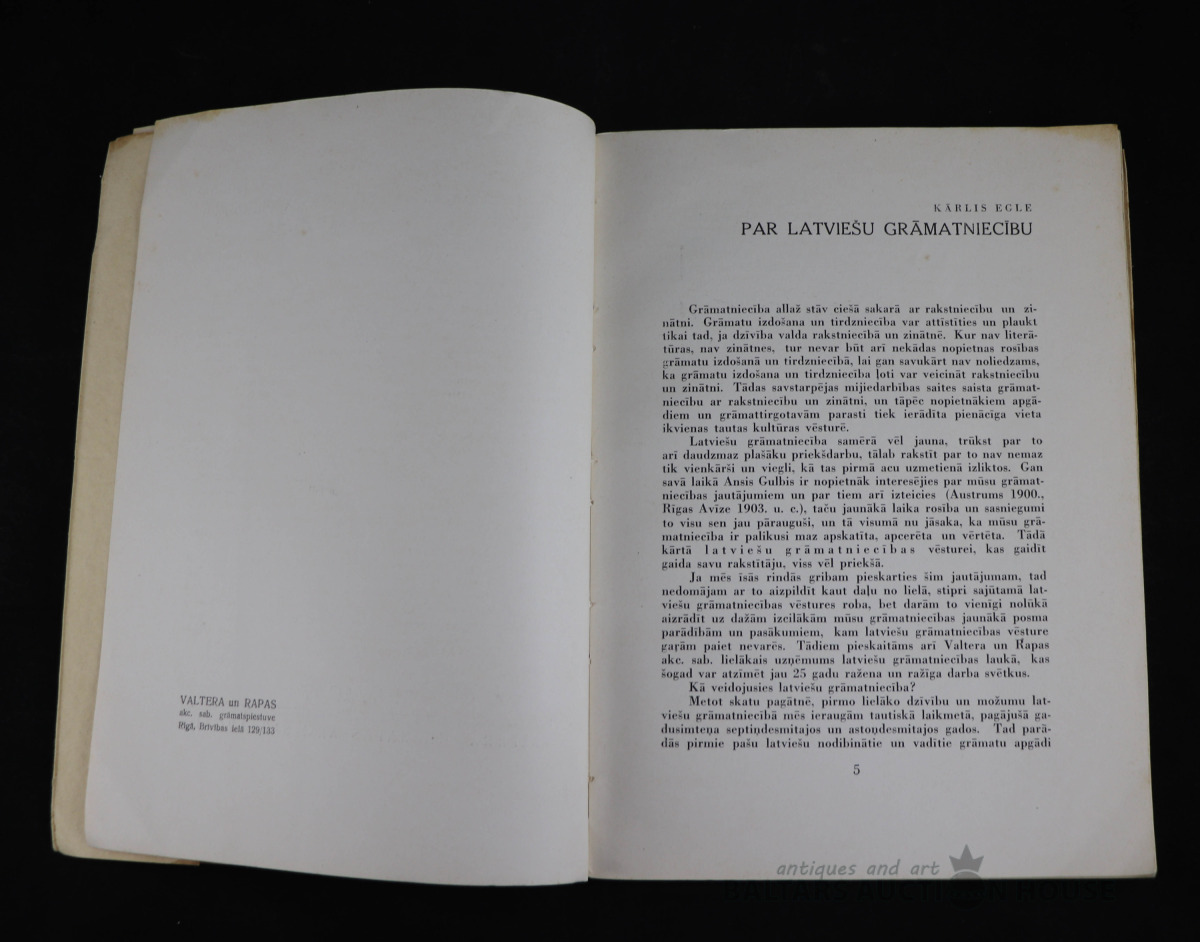 VALTERA un RAPAS
akc. sab. grāmatspiestuve
Rīgā, Brīvības ielā 129/133
KĀRLIS EGLE
PAR LATVIEŠU GRĀMATNIECĪBU
Grāmatniecība allaž stāv ciešā sakarā ar rakstniecību un zi-
nātni. Grāmatu izdošana un tirdzniecība var attīstīties un plaukt
tikai tad, ja dzīvība valda rakstniecībā un zinātnē. Kur nav literā-
tūras, nav zinātnes, tur nevar būt arī nekādas nopietnas rosības
grāmatu izdošanā un tirdzniecībā, lai gan savukārt nav noliedzams,
ka grāmatu izdošana un tirdzniecība ļoti var veicināt rakstniecību
un zinātni. Tādas savstarpējas mijiedarbības saites saista grāmat-
niecību ar rakstniecību un zinātni, un tāpēc nopietnākiem apgā-
diem un grāmattirgotavām parasti tiek ierādīta pienācīga vieta
ikvienas tautas kultūras vēsturē.
Latviešu grāmatniecība samērā vēl jauna, trūkst par to
arī daudzmaz plašāku priekšdarbu, tālab rakstīt par to nav nemaz
tik vienkārši un viegli, kā tas pirmā acu uzmetienā izliktos. Gan
savā laikā Ansis Gulbis ir nopietnāk interesējies par mūsu grāmat-
niecības jautājumiem un par tiem arī izteicies (Austrums 1900.,
Rīgas Avīze 1903. u. c.), taču jaunākā laika rosība un sasniegumi
to visu sen jau pārauguši, un tā visumā nu jāsaka, ka mūsu grā-
matniecība ir palikusi maz apskatīta, apcerēta un vērtēta. Tādā
kārtā latviešu grāmatniecības vēsturei, kas gaidīt
gaida savu rakstītāju, viss vēl priekšā.
Ja mēs īsās rindās gribam pieskarties šim jautājumam, tad
nedomājam ar to aizpildīt kaut daļu no lielā, stipri sajūtamā lat-
viešu grāmatniecības vēstures roba, bet darām to vienīgi nolūkā
aizrādīt uz dažām izcilākām mūsu grāmatniecības jaunākā posma
parādībām un pasākumiem, kam latviešu grāmatniecības vēsture
gaŗām paiet nevarēs. Tādiem pieskaitāms arī Valtera un Rapas
akc. sab. lielākais uzņēmums latviešu grāmatniecības laukā, kas
šogad var atzīmēt jau 25 gadu ražena un ražīga darba svētkus.
Kā veidojusies latviešu grāmatniecība?
Metot skatu pagātnē, pirmo lielāko dzīvību un možumu lat-
viešu grāmatniecībā mēs ieraugām tautiskā laikmetā, pagājušā ga-
dusimteņa septiņdesmitajos un astoņdesmitajos gados. Tad parā-
dās pirmie pašu latviešu nodibinātie un vadītie grāmatu apgādi
5
antiques and art
BALTARS AUCTION HOUSE